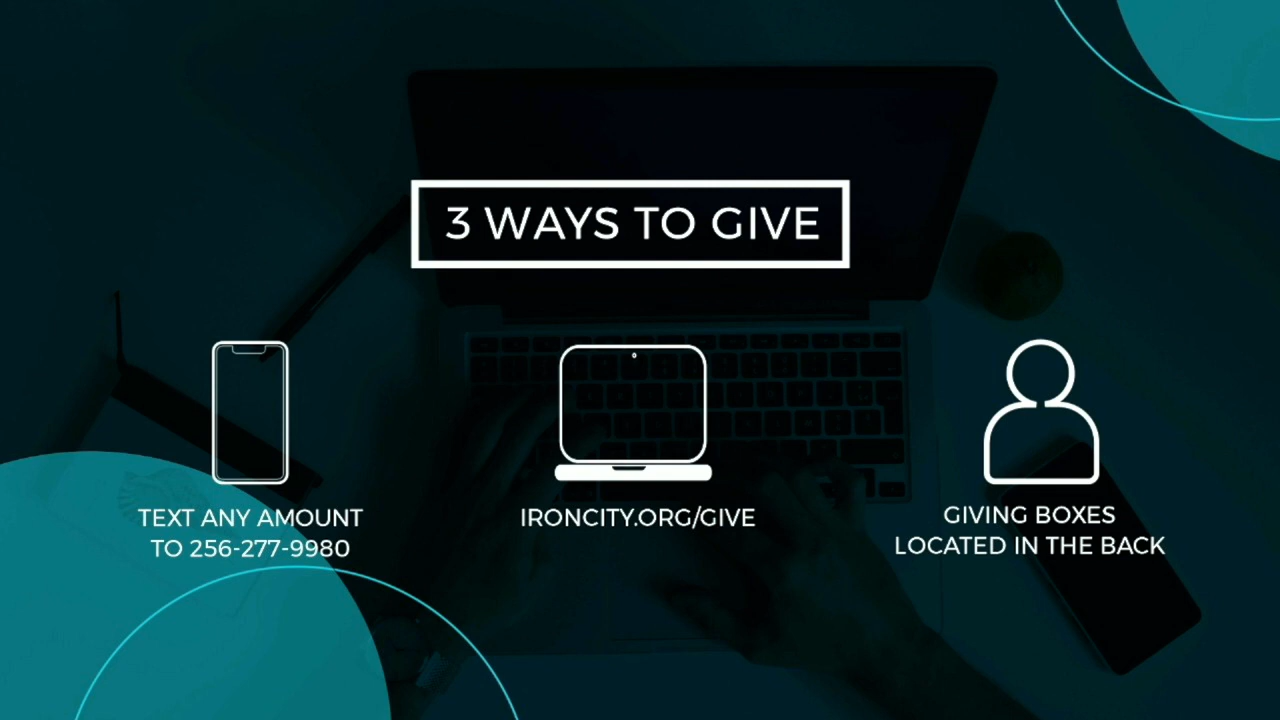 3 WAYS TO GIVE
TEXT ANY AMOUNT
TO 256-277-9980
IRONCITY.ORG/GIVE
GIVING BOXES
LOCATED IN THE BACK